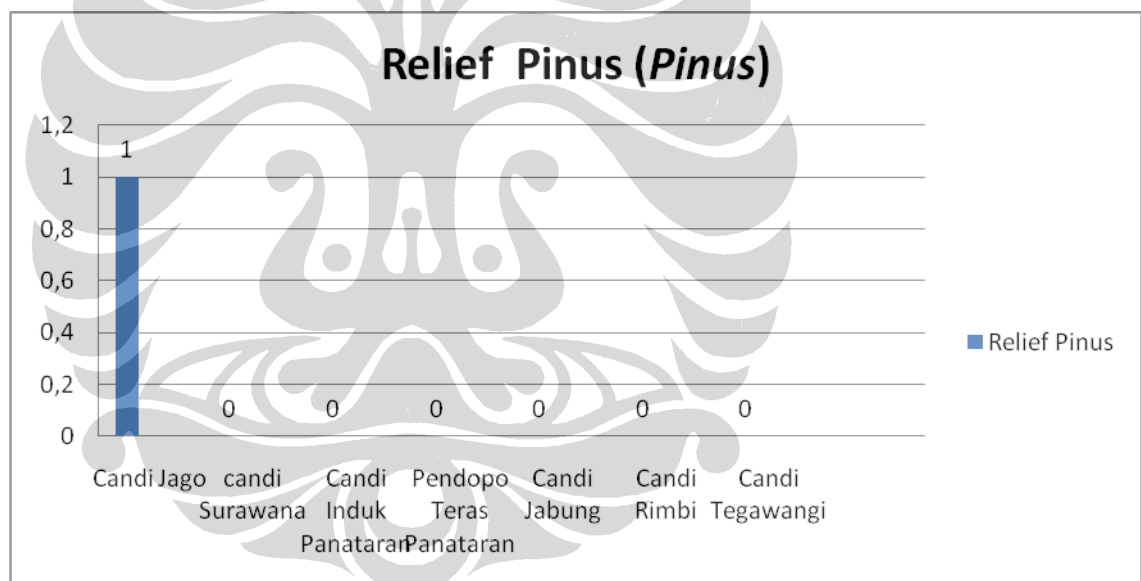 Relief Pinus (Pinus)
1,2
1
0,8
0,6
0,4
0,2
0
1
0
0
0
0
0
0
Candi Jago
candi
Surawana
Candi
Induk
Panataran
Pendopo
Teras
Panataran
Candi
Jabung
Candi
Rimbi
Candi
Tegawangi
Relief Pinus